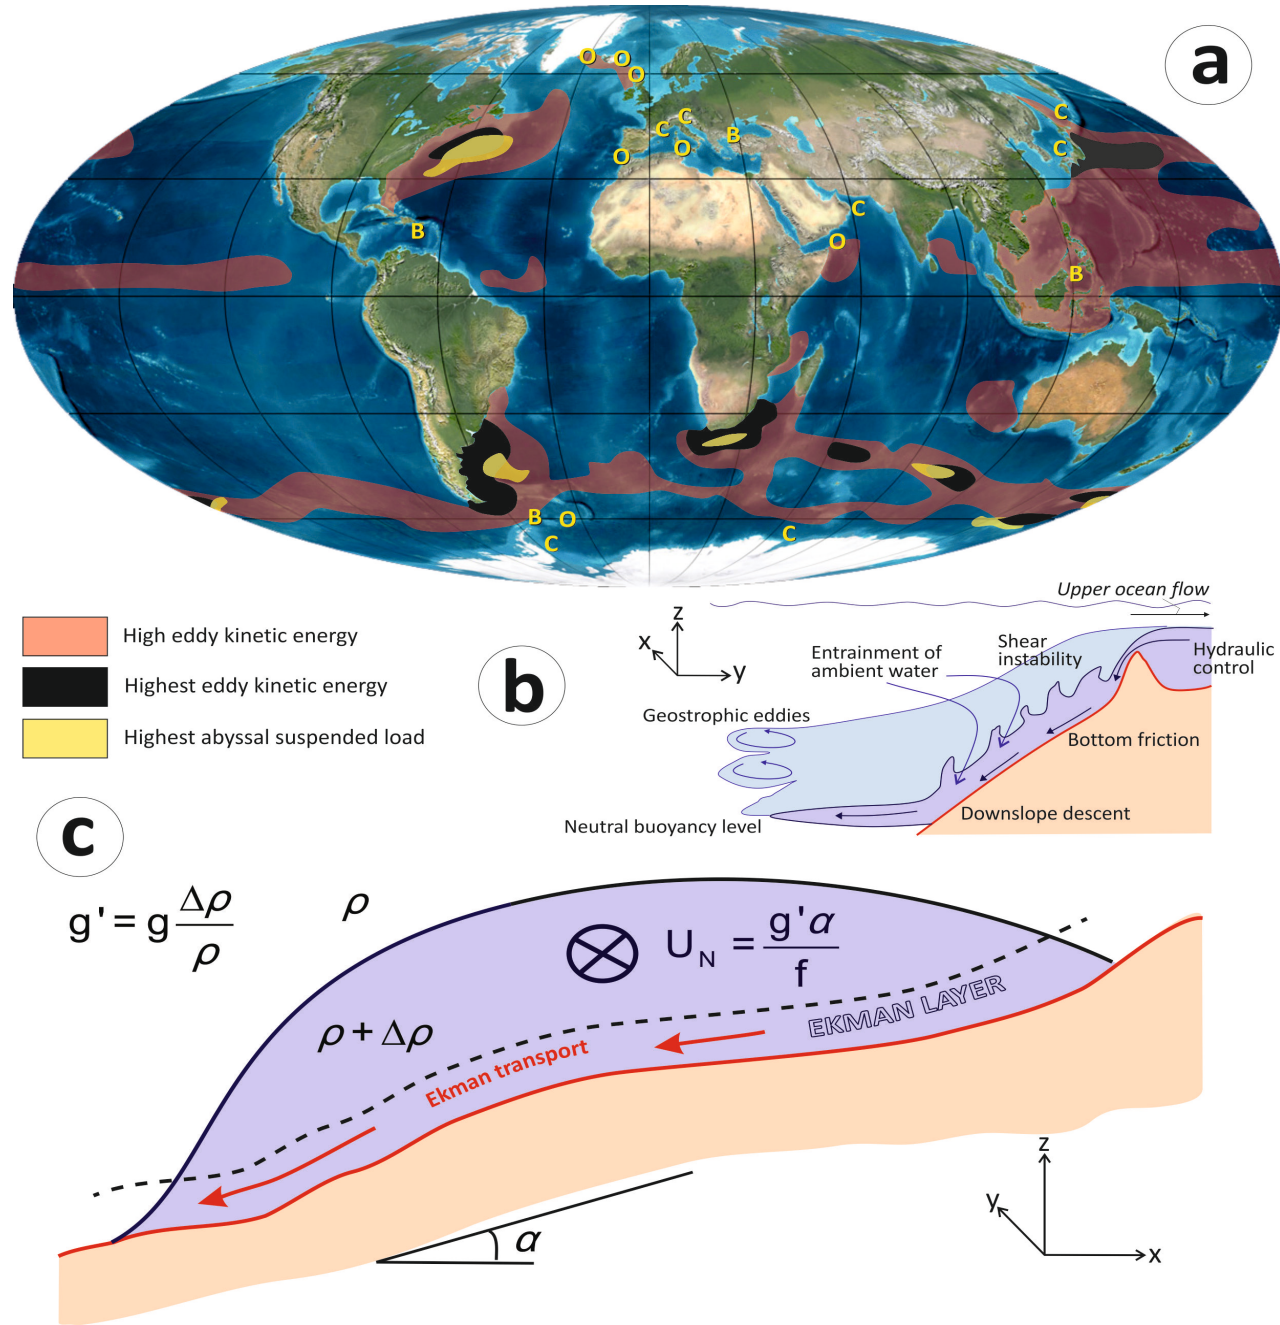 a
O
O
O
C
C
C
B
C
O
O
C
B
O
B
B
O
C
C
High eddy kinetic energy
Highest eddy kinetic energy
Highest abyssal suspended load
b
z
x
y
Upper ocean flow
Shear
instability
Hydraulic
control
Entrainment of
ambient water
Geostrophic eddies
Bottom friction
Downslope descent
Neutral buoyancy level
c
g' = g Δρ / ρ
ρ
U_N = g'α / f
ρ + Δρ
EKMAN LAYER
Ekman transport
α
z
y
x